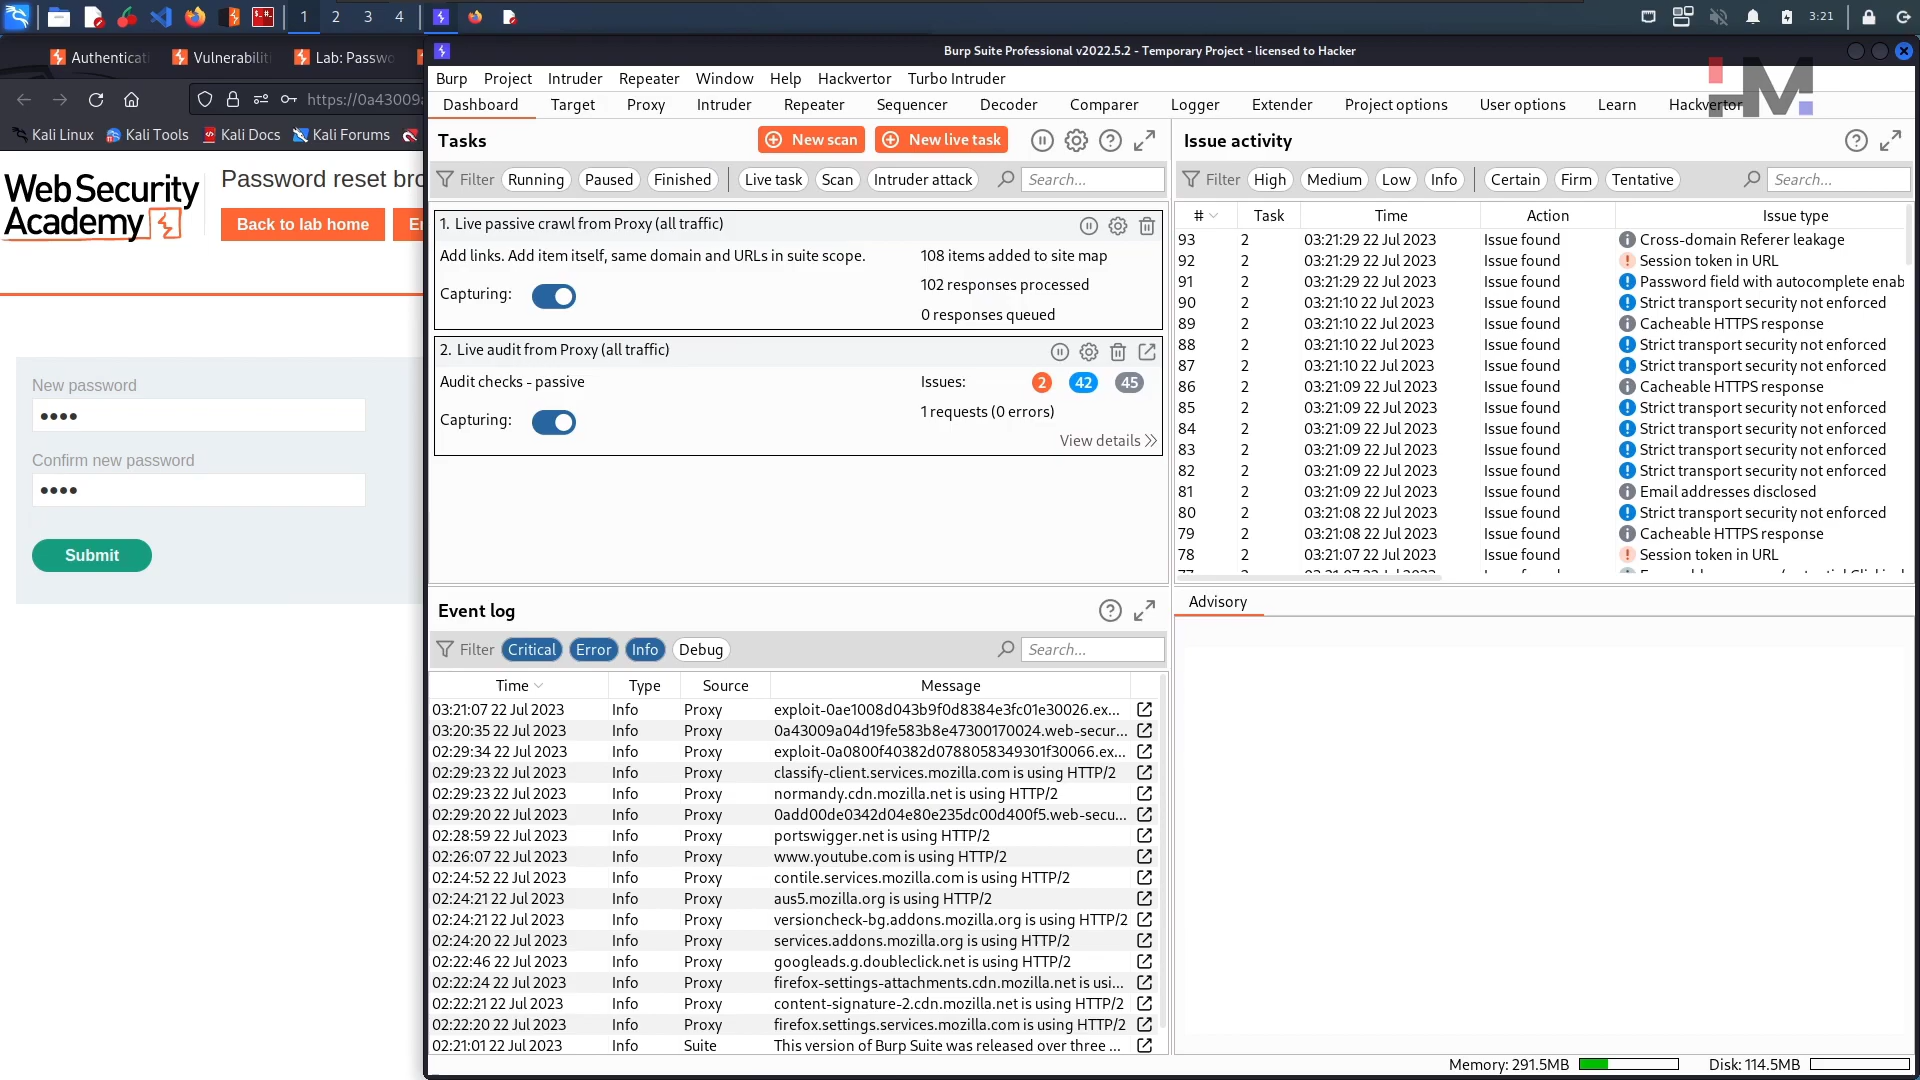 1 2 3 4
3:21
Authenticat
Vulnerabilit
Lab: Passwo
https://0a43009
Kali Linux Kali Tools Kali Docs Kali Forums
Web Security
Academy
Password reset bro
Back to lab home
New password
Confirm new password
Submit
Burp Suite Professional v2022.5.2 - Temporary Project - licensed to Hacker
Burp Project Intruder Repeater Window Help Hackvertor Turbo Intruder
Dashboard Target Proxy Intruder Repeater Sequencer Decoder Comparer Logger Extender Project options User options Learn Hackvertor
Tasks
New scan
New live task
Filter Running Paused Finished Live task Scan Intruder attack Search...
1. Live passive crawl from Proxy (all traffic)
Add links. Add item itself, same domain and URLs in suite scope.
Capturing:
108 items added to site map
102 responses processed
0 responses queued
2. Live audit from Proxy (all traffic)
Audit checks - passive
Capturing:
Issues: 2 42 45
1 requests (0 errors)
View details
Event log
Filter Critical Error Info Debug Search...
Time Type Source Message
03:21:07 22 Jul 2023 Info Proxy exploit-0ae1008d043b9f0d8384e3fc01e30026.ex...
03:20:35 22 Jul 2023 Info Proxy 0a43009a04d19fe583b8e47300170024.web-secur...
02:29:34 22 Jul 2023 Info Proxy exploit-0a0800f40382d0788058349301f30066.ex...
02:29:23 22 Jul 2023 Info Proxy classify-client.services.mozilla.com is using HTTP/2
02:29:23 22 Jul 2023 Info Proxy normandy.cdn.mozilla.net is using HTTP/2
02:29:20 22 Jul 2023 Info Proxy 0add00de0342d04e80e235dc00d400f5.web-secu...
02:28:59 22 Jul 2023 Info Proxy portswigger.net is using HTTP/2
02:26:07 22 Jul 2023 Info Proxy www.youtube.com is using HTTP/2
02:24:52 22 Jul 2023 Info Proxy contile.services.mozilla.com is using HTTP/2
02:24:21 22 Jul 2023 Info Proxy aus5.mozilla.org is using HTTP/2
02:24:21 22 Jul 2023 Info Proxy versioncheck-bg.addons.mozilla.org is using HTTP/2
02:24:20 22 Jul 2023 Info Proxy services.addons.mozilla.org is using HTTP/2
02:22:46 22 Jul 2023 Info Proxy googleads.g.doubleclick.net is using HTTP/2
02:22:24 22 Jul 2023 Info Proxy firefox-settings-attachments.cdn.mozilla.net is usi...
02:22:21 22 Jul 2023 Info Proxy content-signature-2.cdn.mozilla.net is using HTTP/2
02:22:20 22 Jul 2023 Info Proxy firefox.settings.services.mozilla.com is using HTTP/2
02:21:01 22 Jul 2023 Info Suite This version of Burp Suite was released over three ...
Issue activity
Filter High Medium Low Info Certain Firm Tentative Search...
# Task Time Action Issue type
93 2 03:21:29 22 Jul 2023 Issue found Cross-domain Referer leakage
92 2 03:21:29 22 Jul 2023 Issue found Session token in URL
91 2 03:21:29 22 Jul 2023 Issue found Password field with autocomplete enab
90 2 03:21:10 22 Jul 2023 Issue found Strict transport security not enforced
89 2 03:21:10 22 Jul 2023 Issue found Cacheable HTTPS response
88 2 03:21:10 22 Jul 2023 Issue found Strict transport security not enforced
87 2 03:21:10 22 Jul 2023 Issue found Strict transport security not enforced
86 2 03:21:09 22 Jul 2023 Issue found Cacheable HTTPS response
85 2 03:21:09 22 Jul 2023 Issue found Strict transport security not enforced
84 2 03:21:09 22 Jul 2023 Issue found Strict transport security not enforced
83 2 03:21:09 22 Jul 2023 Issue found Strict transport security not enforced
82 2 03:21:09 22 Jul 2023 Issue found Strict transport security not enforced
81 2 03:21:09 22 Jul 2023 Issue found Email addresses disclosed
80 2 03:21:08 22 Jul 2023 Issue found Strict transport security not enforced
79 2 03:21:08 22 Jul 2023 Issue found Cacheable HTTPS response
78 2 03:21:07 22 Jul 2023 Issue found Session token in URL
Advisory
Memory: 291.5MB Disk: 114.5MB